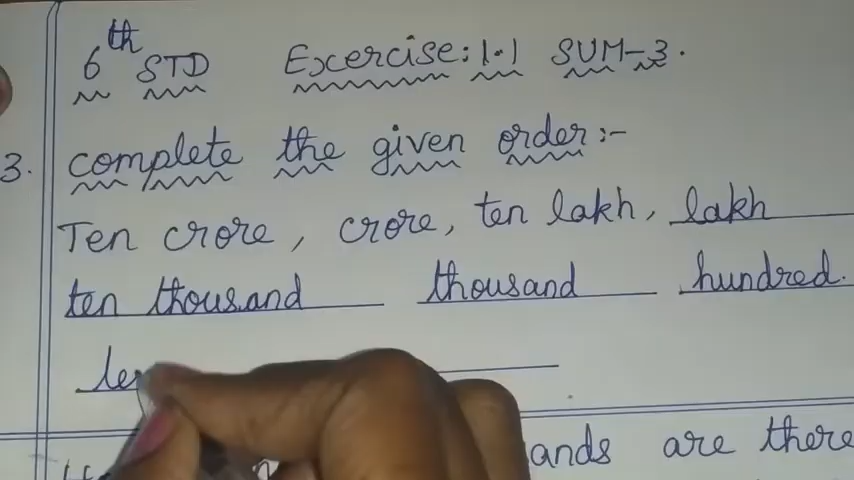 6th STD Excercise: 1.1 SUM-3.
3. complete the given order:-
Ten crore, crore, ten lakh, lakh
ten thousand thousand hundred.
ands are there